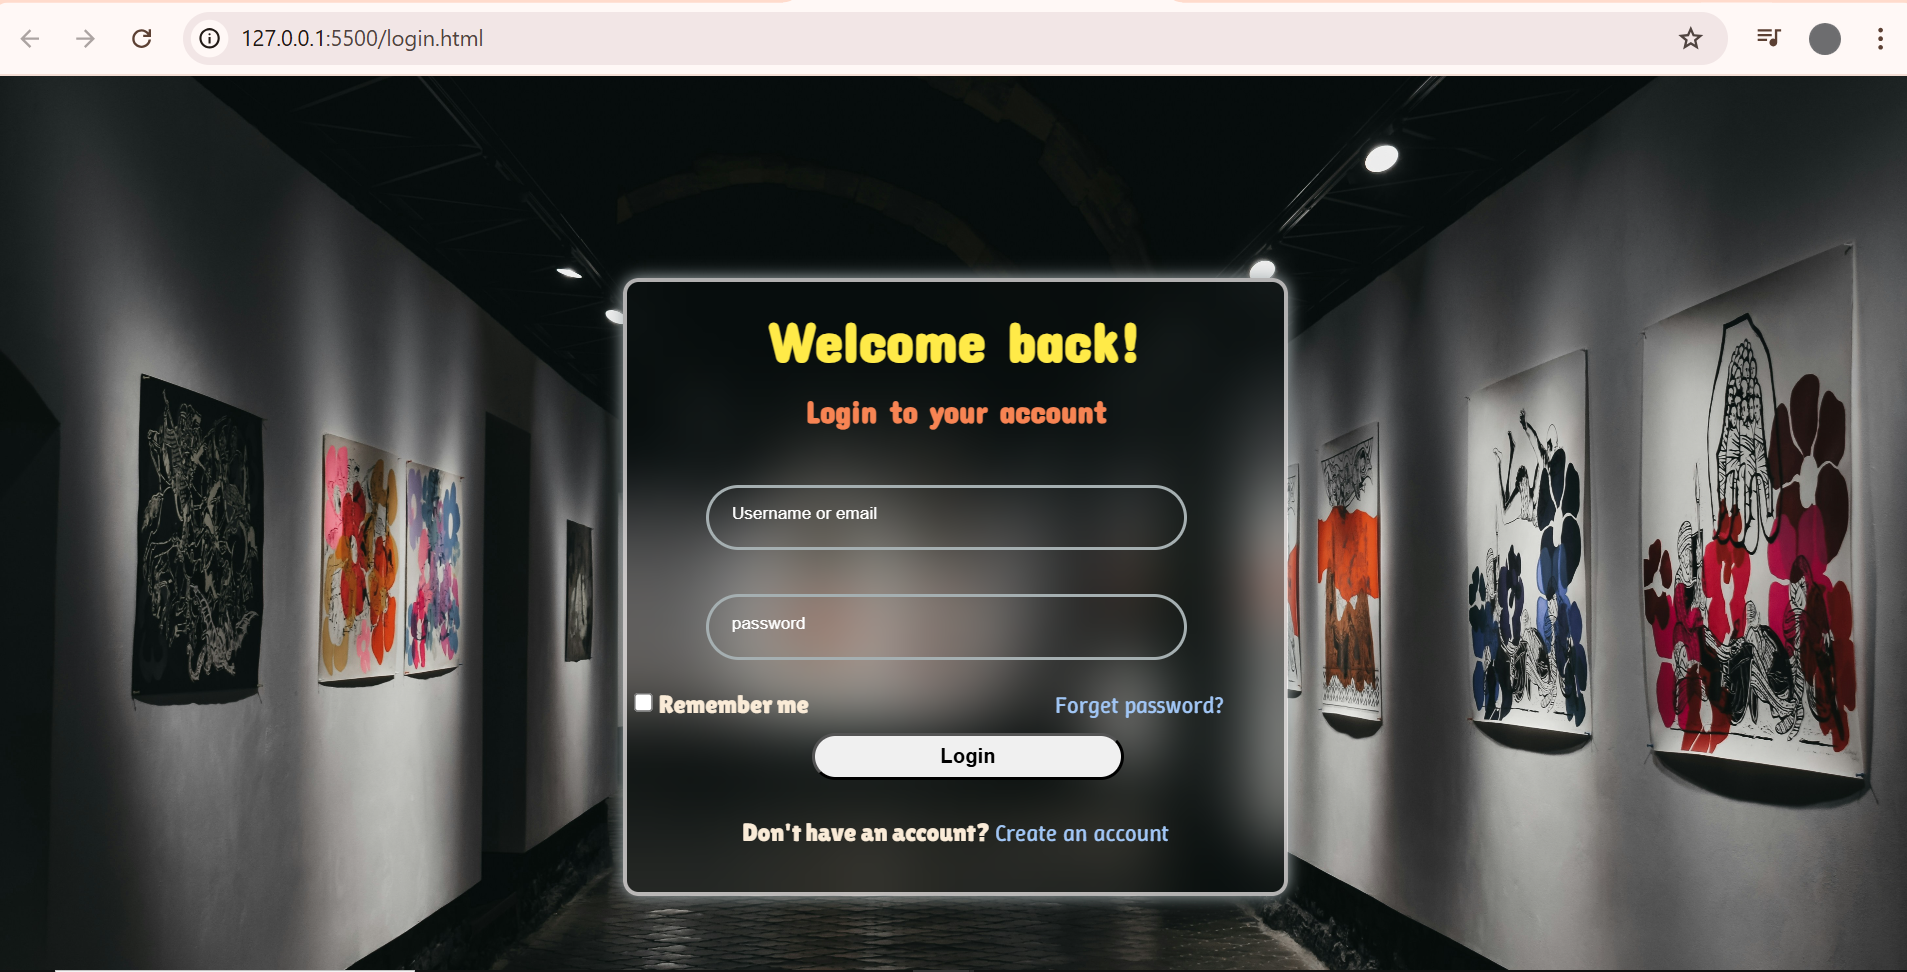 127.0.0.1:5500/login.html
Welcome back!
Login to your account
Username or email
password
Remember me Forget password?
Login
Don't have an account? Create an account